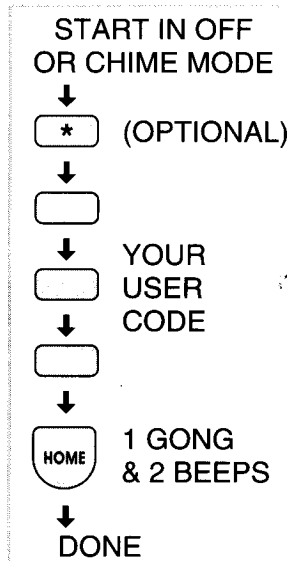 START IN OFF
OR CHIME MODE
* (OPTIONAL)
YOUR
USER
CODE
HOME
1 GONG
& 2 BEEPS
DONE